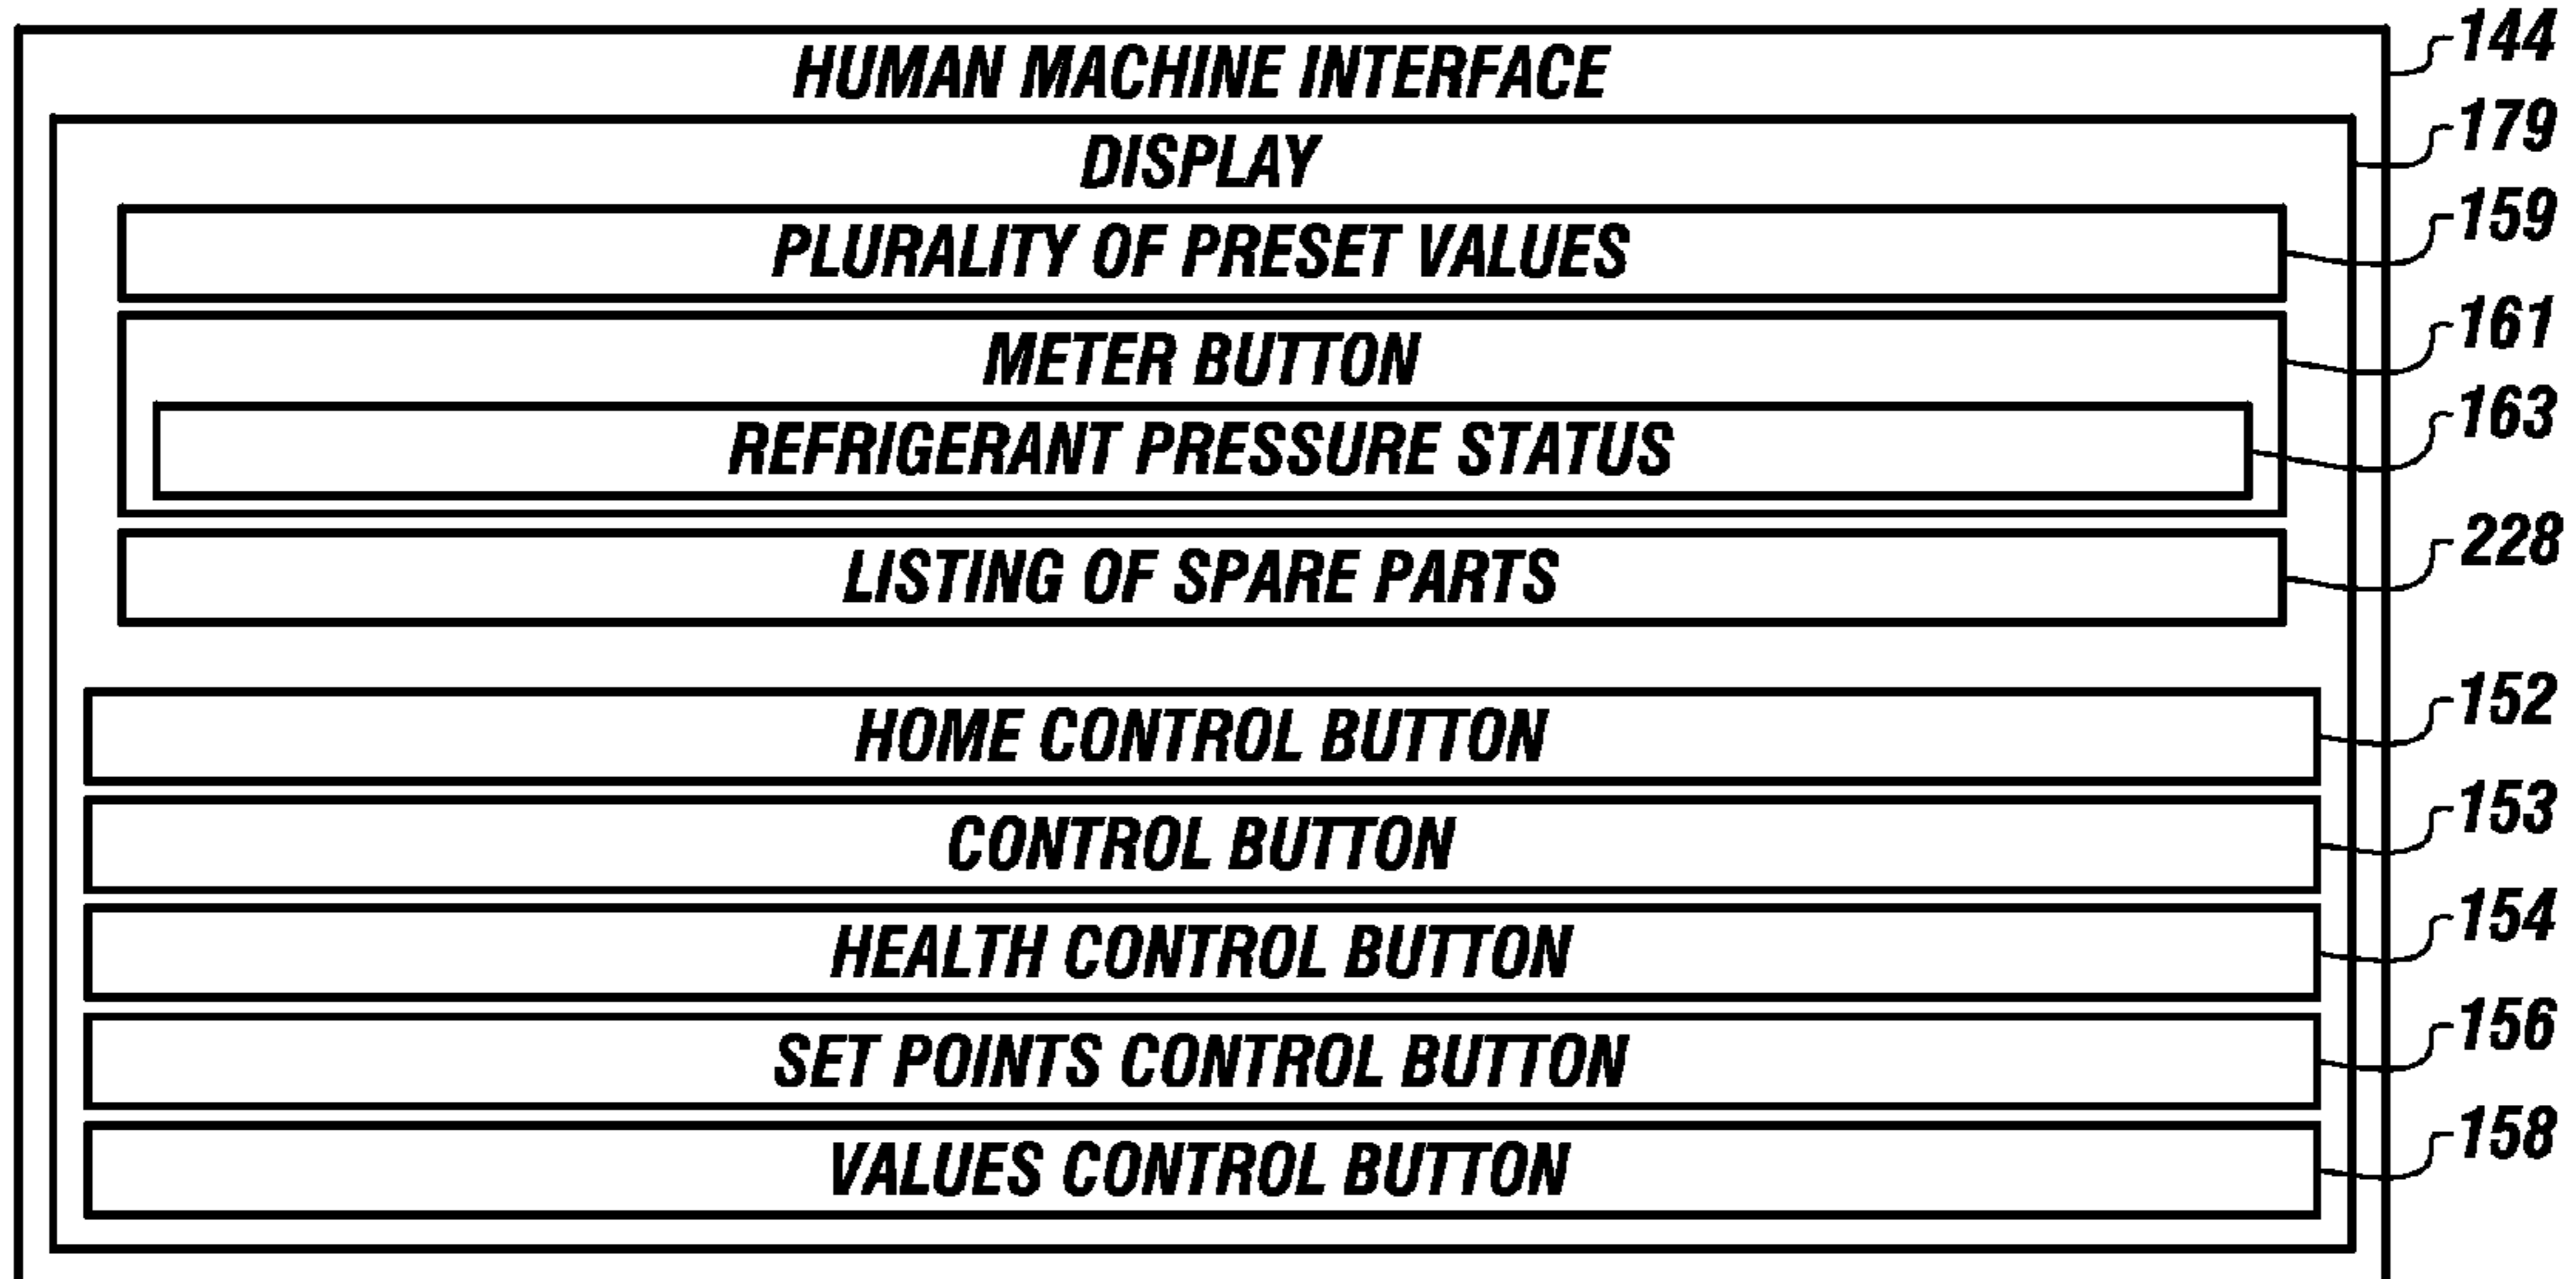 HUMAN MACHINE INTERFACE 144
DISPLAY 179
PLURALITY OF PRESET VALUES 159
METER BUTTON 161
REFRIGERANT PRESSURE STATUS 163
LISTING OF SPARE PARTS 228
HOME CONTROL BUTTON 152
CONTROL BUTTON 153
HEALTH CONTROL BUTTON 154
SET POINTS CONTROL BUTTON 156
VALUES CONTROL BUTTON 158